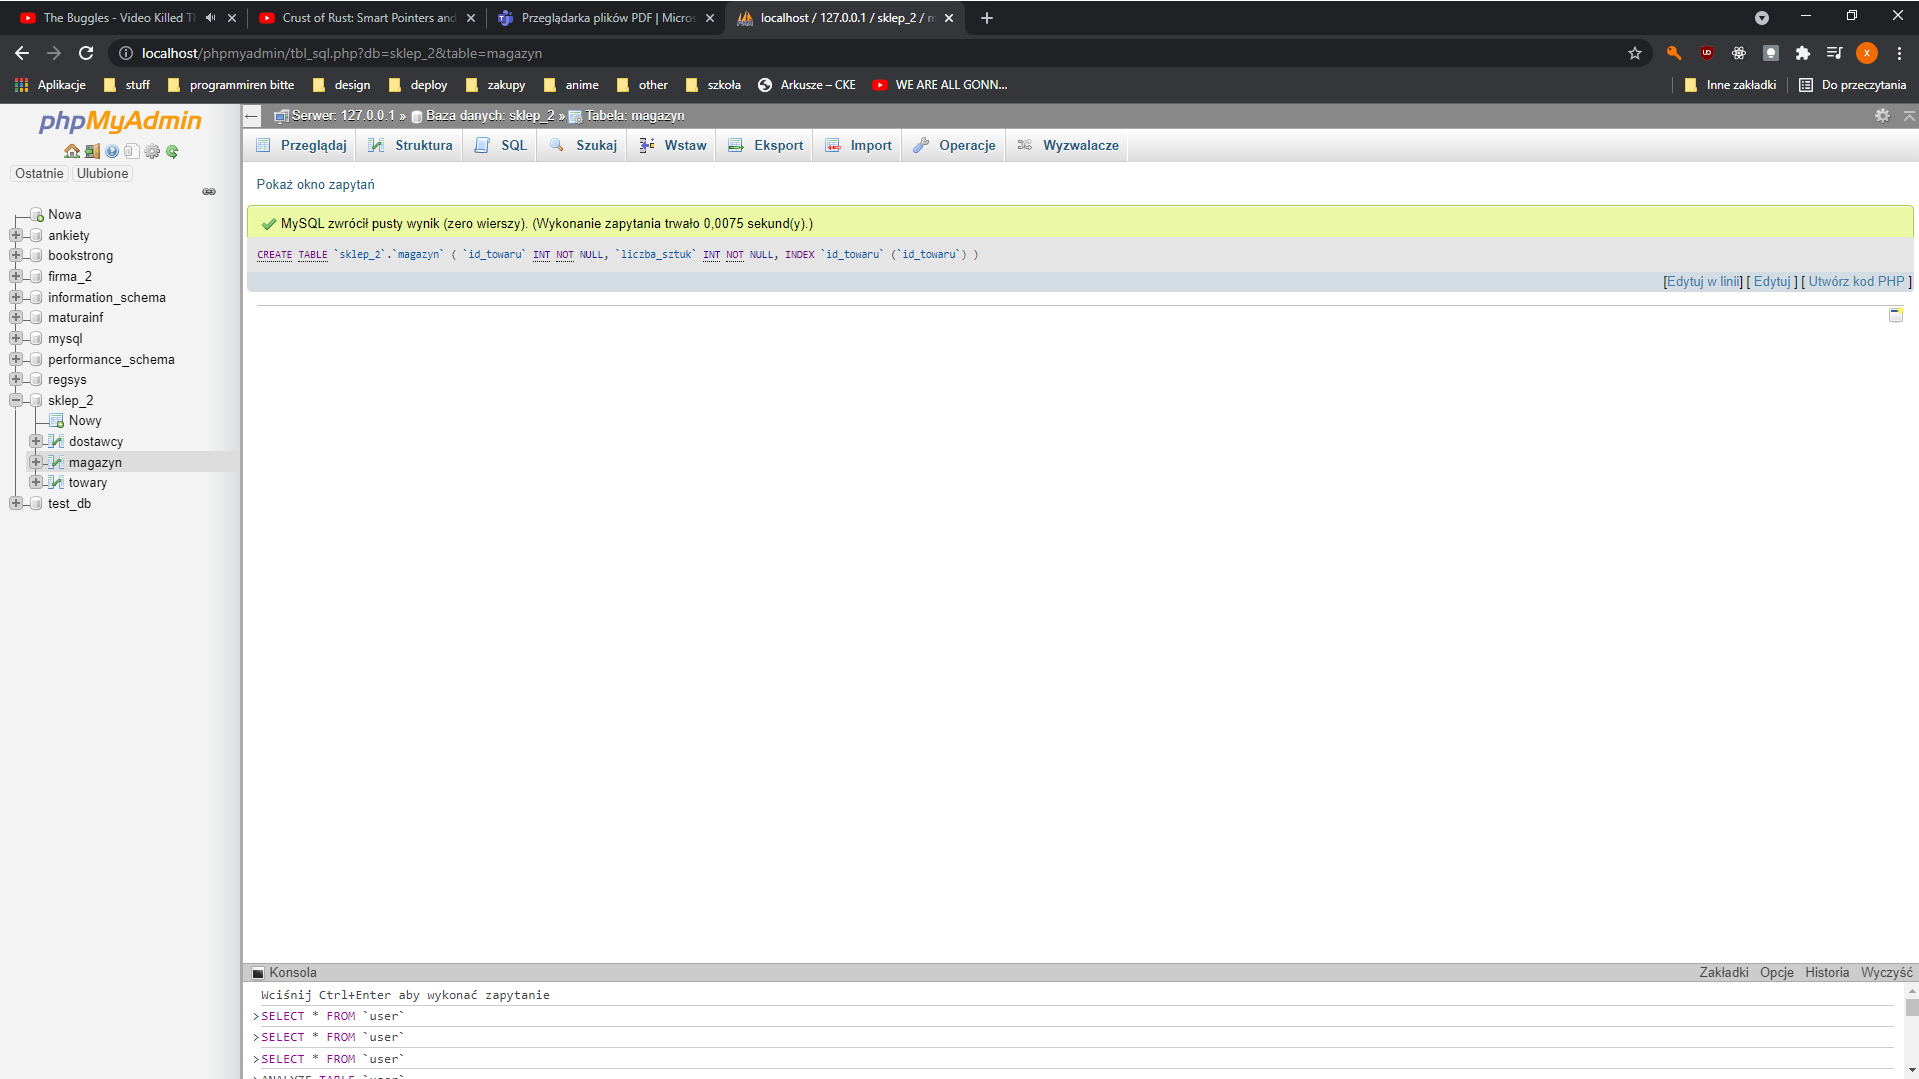 The Buggles - Video Killed Th
Crust of Rust: Smart Pointers and
Przeglądarka plików PDF | Micros
localhost / 127.0.0.1 / sklep_2 / m
localhost/phpmyadmin/tbl_sql.php?db=sklep_2&table=magazyn
x
Aplikacje
stuff
programmiren bitte
design
deploy
zakupy
anime
other
szkoła
Arkusze – CKE
WE ARE ALL GONN...
Inne zakładki
Do przeczytania
phpMyAdmin
Ostatnie
Ulubione
Nowa
ankiety
bookstrong
firma_2
information_schema
maturainf
mysql
performance_schema
regsys
sklep_2
Nowy
dostawcy
magazyn
towary
test_db
Serwer: 127.0.0.1 » Baza danych: sklep_2 » Tabela: magazyn
Przeglądaj
Struktura
SQL
Szukaj
Wstaw
Eksport
Import
Operacje
Wyzwalacze
Pokaż okno zapytań
MySQL zwrócił pusty wynik (zero wierszy). (Wykonanie zapytania trwało 0,0075 sekund(y).)
CREATE TABLE `sklep_2`.`magazyn` ( `id_towaru` INT NOT NULL, `liczba_sztuk` INT NOT NULL, INDEX `id_towaru` (`id_towaru`) )
[Edytuj w linii] [ Edytuj ] [ Utwórz kod PHP ]
Konsola
Zakładki
Opcje
Historia
Wyczyść
Wciśnij Ctrl+Enter aby wykonać zapytanie
>SELECT * FROM `user`
>SELECT * FROM `user`
>SELECT * FROM `user`
>ANALYZE TABLE `user`